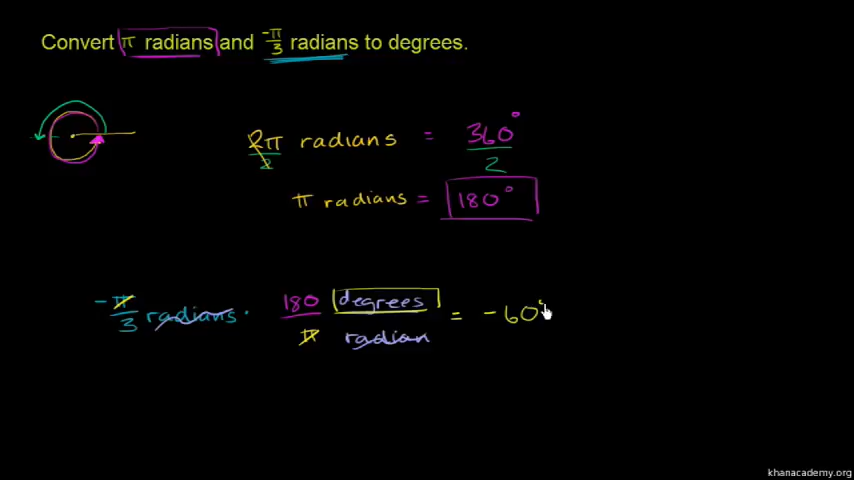 Convert π radians and -π/3 radians to degrees.
2π/2 radians = 360°/2
π radians = 180°
-π/3 radians · 180 degrees / π radian = -60°
khanacademy.org